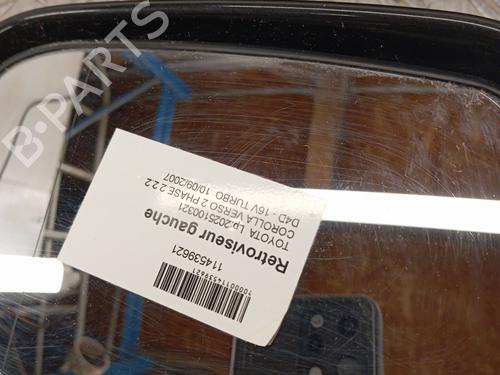 B-PARTS
TOYOTA Lp:2025100321
COROLLA VERSO 2 PHASE 2 2.2
D4D - 16V TURBO 10/09/2007
Retroviseur gauche
114539621
T0000114539621